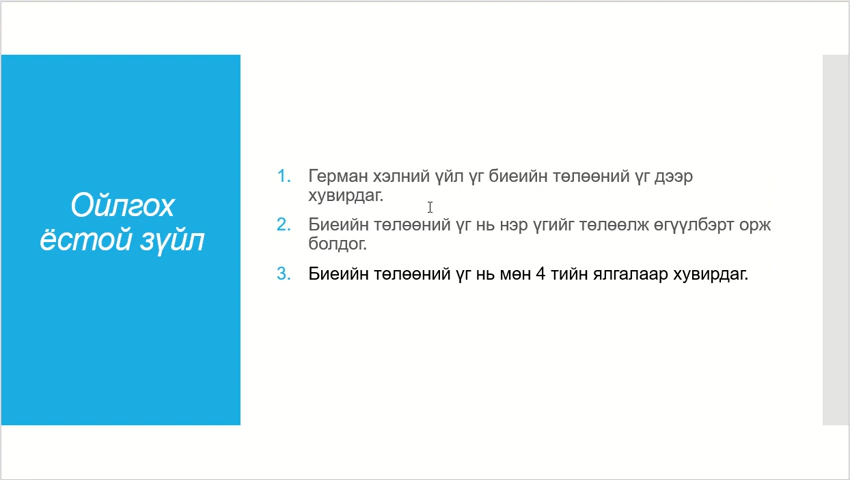 Ойлгох
ёстой зүйл
1. Герман хэлний үйл үг биеийн төлөөний үг дээр
хувирдаг.
2. Биеийн төлөөний үг нь нэр үгийг төлөөлж өгүүлбэрт орж
болдог.
3. Биеийн төлөөний үг нь мөн 4 тийн ялгалаар хувирдаг.